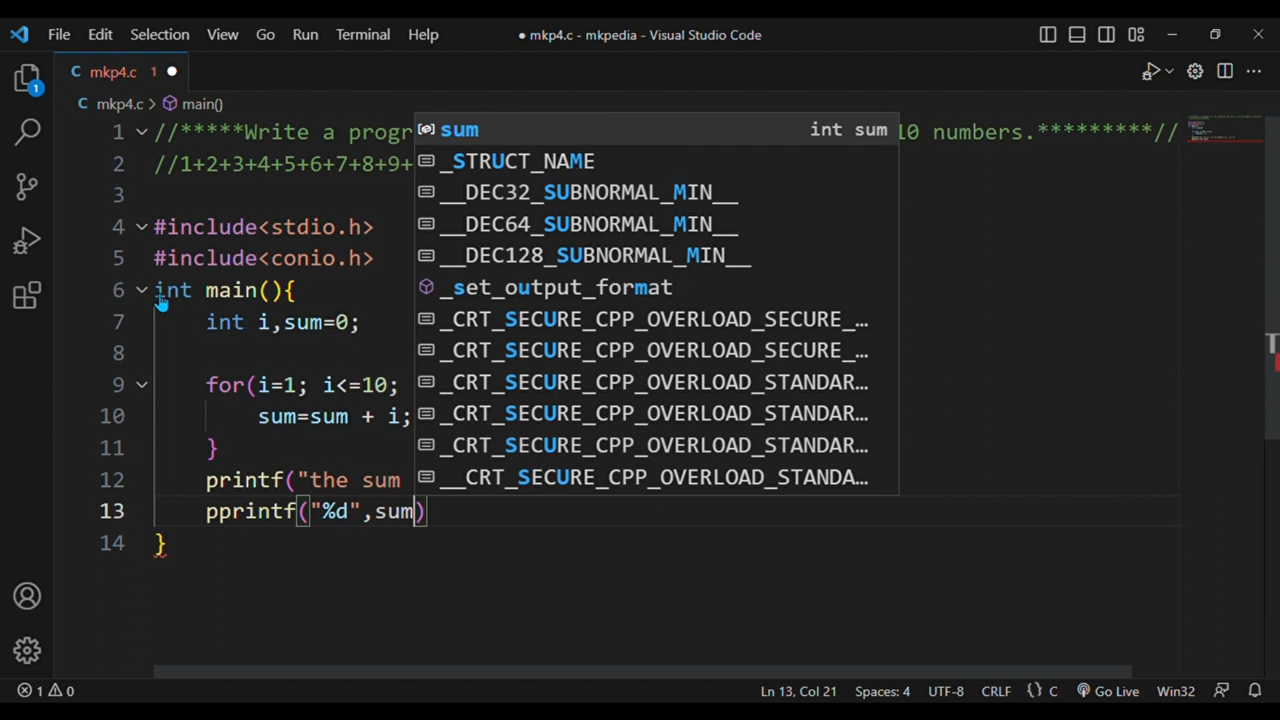 File Edit Selection View Go Run Terminal Help
● mkp4.c - mkpedia - Visual Studio Code
1
C mkp4.c 1 ●
C mkp4.c > main()
1 //*****Write a progr
10 numbers.*********//
2 //1+2+3+4+5+6+7+8+9+
3
4 #include<stdio.h>
5 #include<conio.h>
6 int main(){
7 int i,sum=0;
8
9 for(i=1; i<=10;
10 sum=sum + i;
11 }
12 printf("the sum
13 pprintf("%d",sum)
14 }
sum int sum
_STRUCT_NAME
__DEC32_SUBNORMAL_MIN__
__DEC64_SUBNORMAL_MIN__
__DEC128_SUBNORMAL_MIN__
_set_output_format
_CRT_SECURE_CPP_OVERLOAD_SECURE_…
_CRT_SECURE_CPP_OVERLOAD_SECURE_…
_CRT_SECURE_CPP_OVERLOAD_STANDAR…
_CRT_SECURE_CPP_OVERLOAD_STANDAR…
_CRT_SECURE_CPP_OVERLOAD_STANDAR…
__CRT_SECURE_CPP_OVERLOAD_STANDA…
1 0 Ln 13, Col 21 Spaces: 4 UTF-8 CRLF {} C Go Live Win32